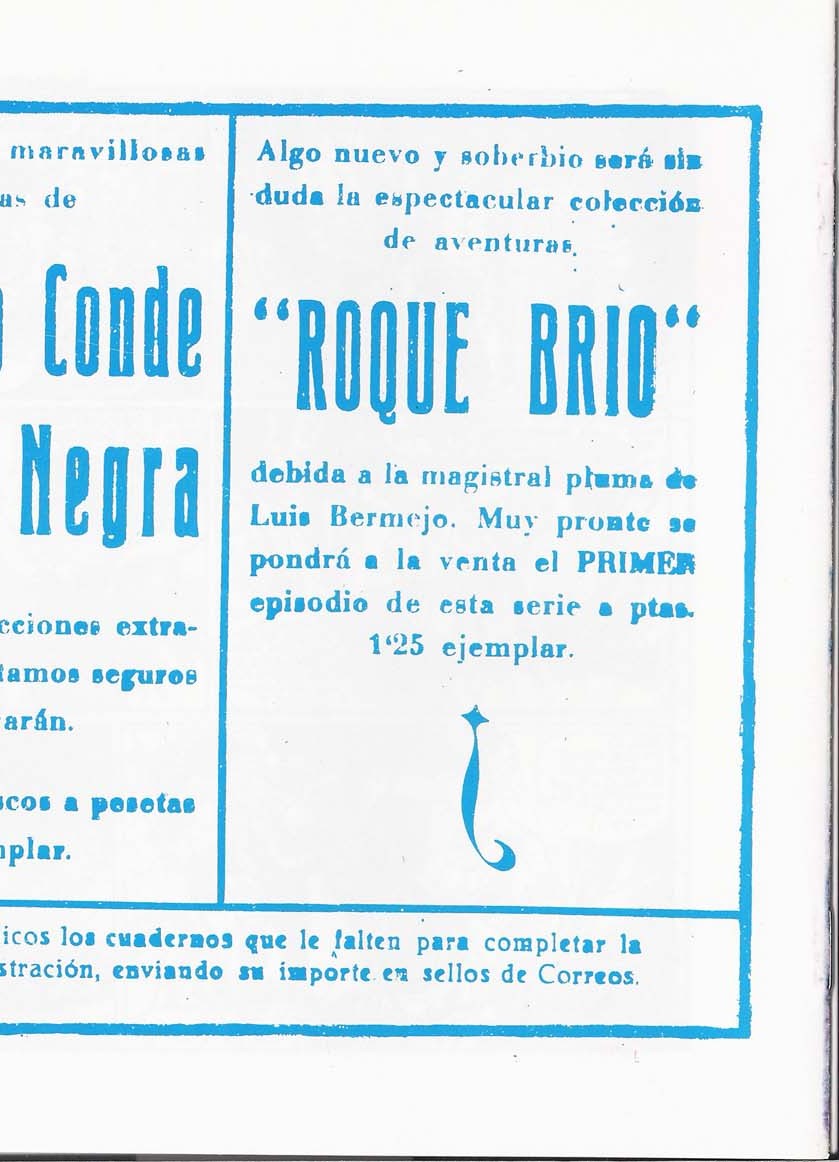 maravillosas
as de
Conde
Negra
cciones extra-
tamos seguros
arán.
scos a pesetas
mplar.
Algo nuevo y soberbio será sin
duda la espectacular colección
de aventuras.
“ROQUE BRIO“
debida a la magistral pluma de
Luis Bermejo. Muy pronto se
pondrá a la venta el PRIMER
episodio de esta serie a ptas.
1‘25 ejemplar.
icos los cuadernos que le falten para completar la
stración, enviando su importe en sellos de Correos.